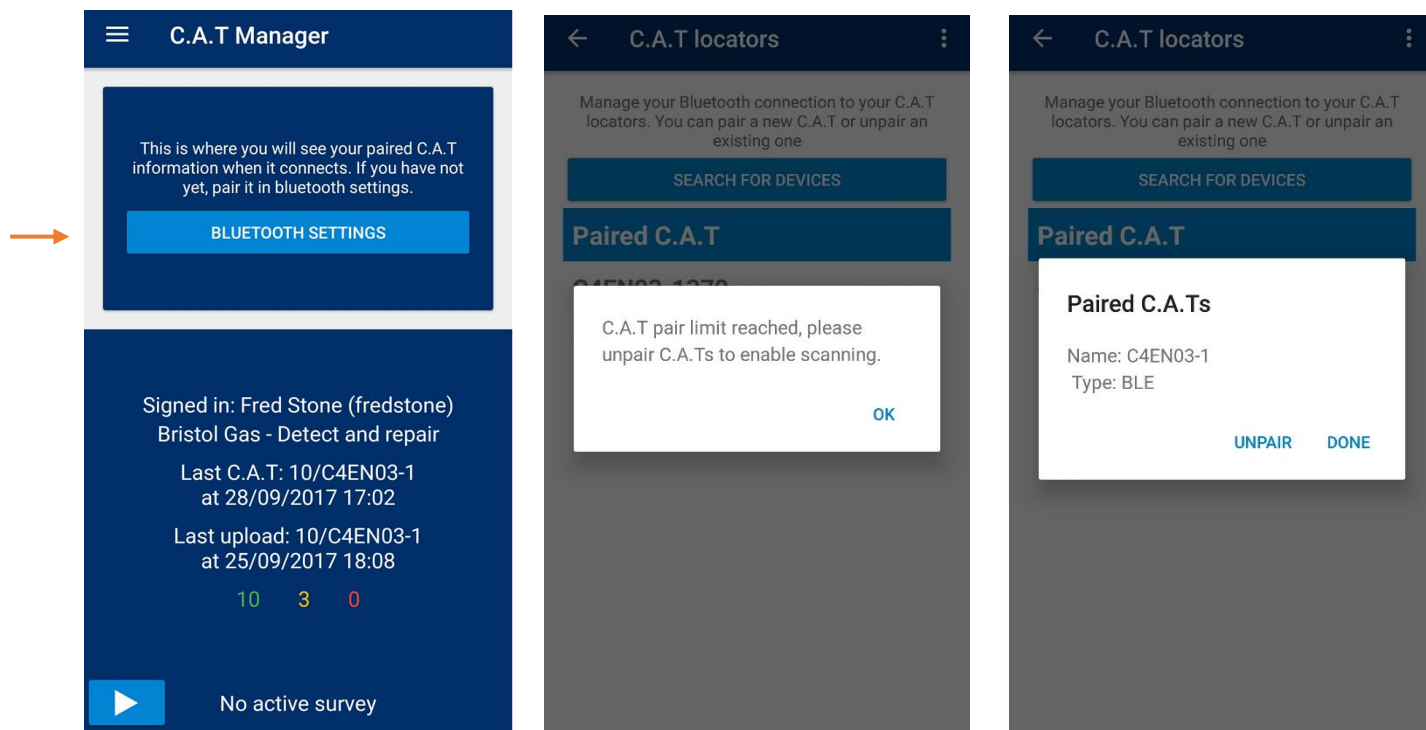 C.A.T Manager
This is where you will see your paired C.A.T
information when it connects. If you have not
yet, pair it in bluetooth settings.
BLUETOOTH SETTINGS
Signed in: Fred Stone (fredstone)
Bristol Gas - Detect and repair
Last C.A.T: 10/C4EN03-1
at 28/09/2017 17:02
Last upload: 10/C4EN03-1
at 25/09/2017 18:08
10 3 0
No active survey
C.A.T locators
Manage your Bluetooth connection to your C.A.T
locators. You can pair a new C.A.T or unpair an
existing one
SEARCH FOR DEVICES
Paired C.A.T
C.A.T pair limit reached, please
unpair C.A.Ts to enable scanning.
OK
C.A.T locators
Manage your Bluetooth connection to your C.A.T
locators. You can pair a new C.A.T or unpair an
existing one
SEARCH FOR DEVICES
Paired C.A.T
Paired C.A.Ts
Name: C4EN03-1
Type: BLE
UNPAIR DONE